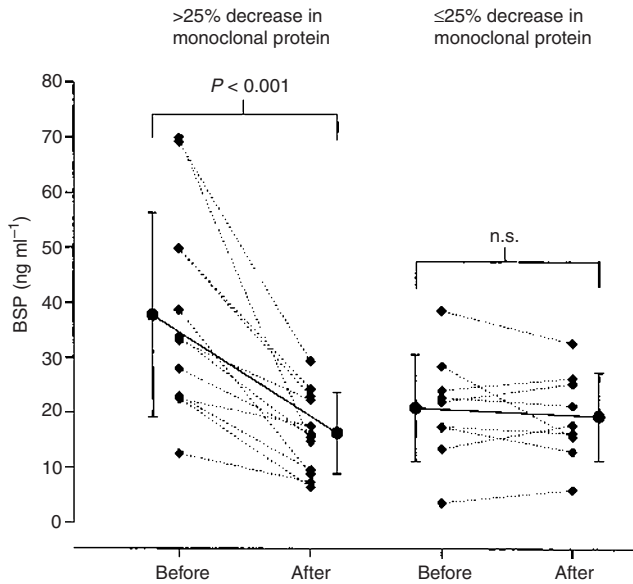 >25% decrease in
monoclonal protein
≤25% decrease in
monoclonal protein
P < 0.001
n.s.
BSP (ng ml⁻¹)
80
70
60
50
40
30
20
10
0
Before
After
Before
After